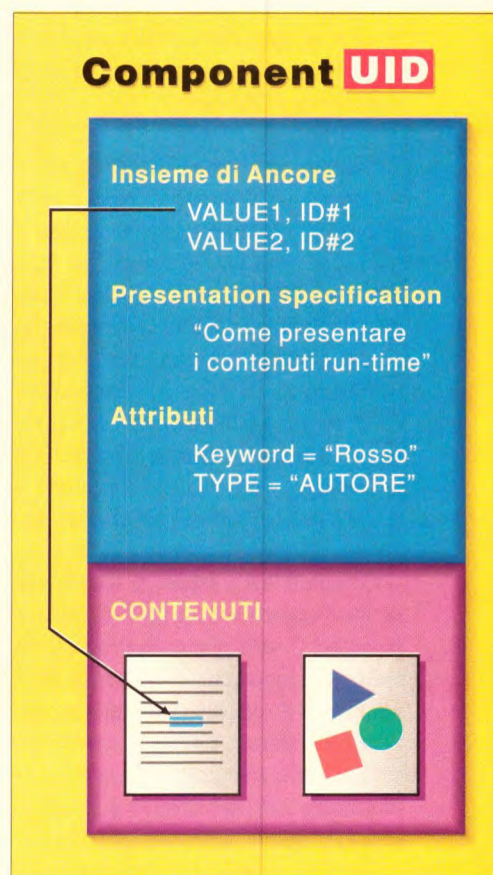 Component UID
Insieme di Ancore
VALUE1, ID#1
VALUE2, ID#2
Presentation specification
“Come presentare
i contenuti run-time”
Attributi
Keyword = “Rosso”
TYPE = “AUTORE”
CONTENUTI